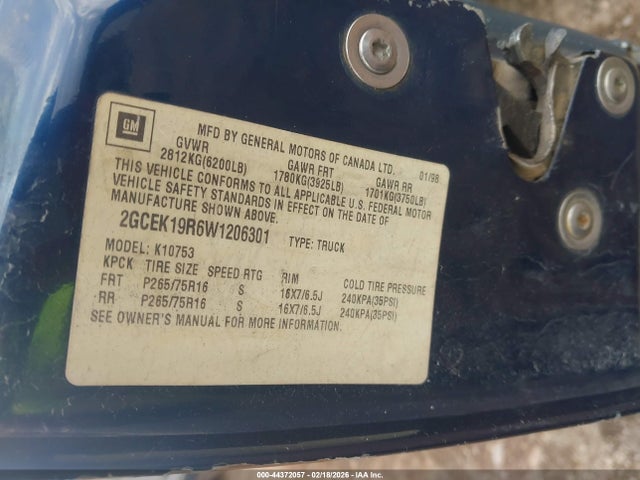 GM
MFD BY GENERAL MOTORS OF CANADA LTD. 01/98
GVWR GAWR FRT GAWR RR
2812KG(6200LB) 1780KG(3925LB) 1701KG(3750LB)
THIS VEHICLE CONFORMS TO ALL APPLICABLE U.S. FEDERAL MOTOR
VEHICLE SAFETY STANDARDS IN EFFECT ON THE DATE OF
MANUFACTURE SHOWN ABOVE.
2GCEK19R6W1206301 TYPE: TRUCK
MODEL: K10753
KPCK TIRE SIZE SPEED RTG RIM COLD TIRE PRESSURE
FRT P265/75R16 S 16X7/6.5J 240KPA(35PSI)
RR P265/75R16 S 16X7/6.5J 240KPA(35PSI)
SEE OWNER'S MANUAL FOR MORE INFORMATION.
000-44372057 - 02/18/2026 - IAA Inc.